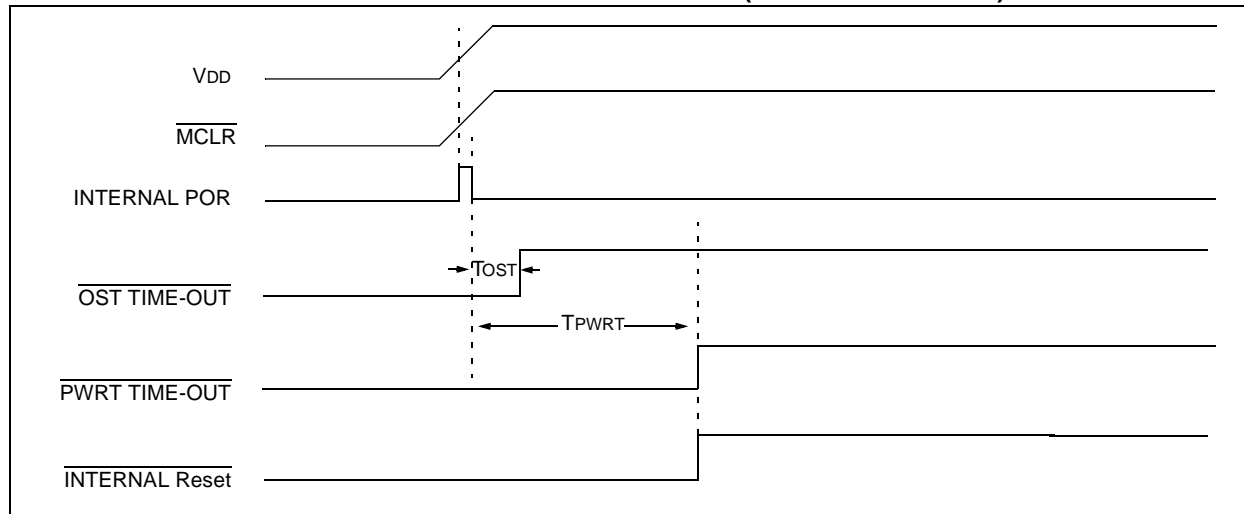 VDD
MCLR
INTERNAL POR
TOST
OST TIME-OUT
TPWRT
PWRT TIME-OUT
INTERNAL Reset